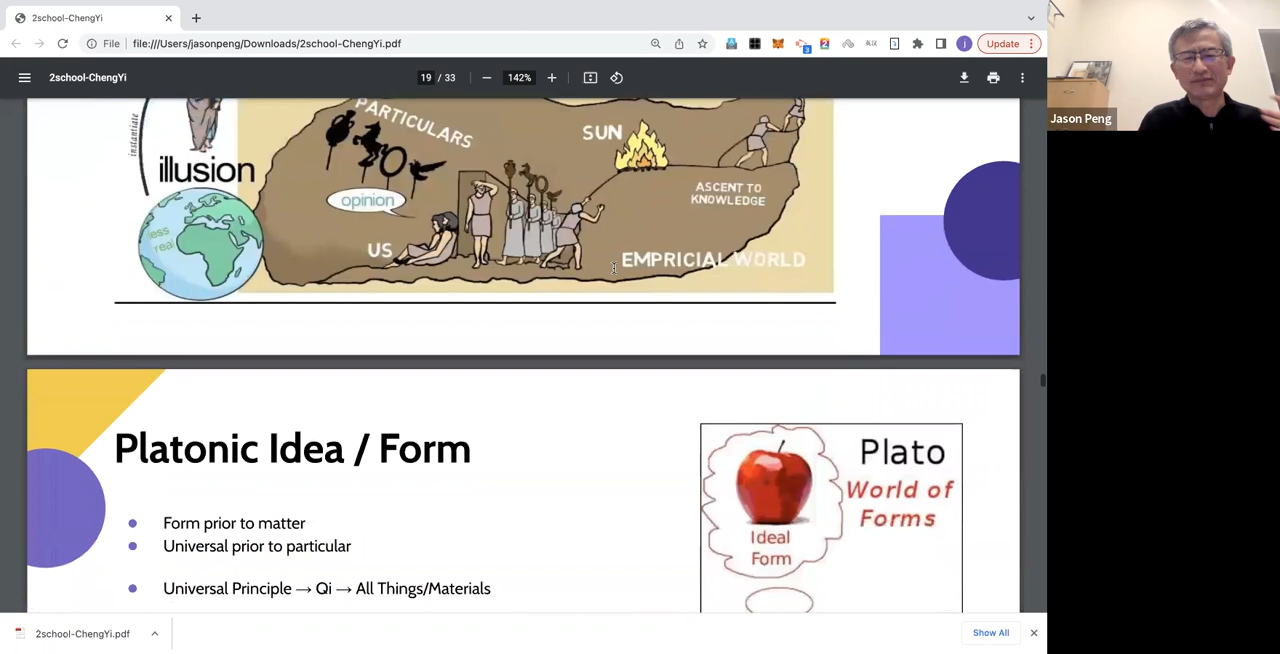 2school-ChengYi
File
file:///Users/jasonpeng/Downloads/2school-ChengYi.pdf
3
2
j
Update
2school-ChengYi
19 / 33
142%
Jason Peng
instantiate
PARTICULARS
SUN
illusion
opinion
ASCENT TO
KNOWLEDGE
less
real
US
EMPRICIAL WORLD
Platonic Idea / Form
Plato
World of
Forms
Ideal
Form
● Form prior to matter
● Universal prior to particular
● Universal Principle → Qi → All Things/Materials
2school-ChengYi.pdf
Show All